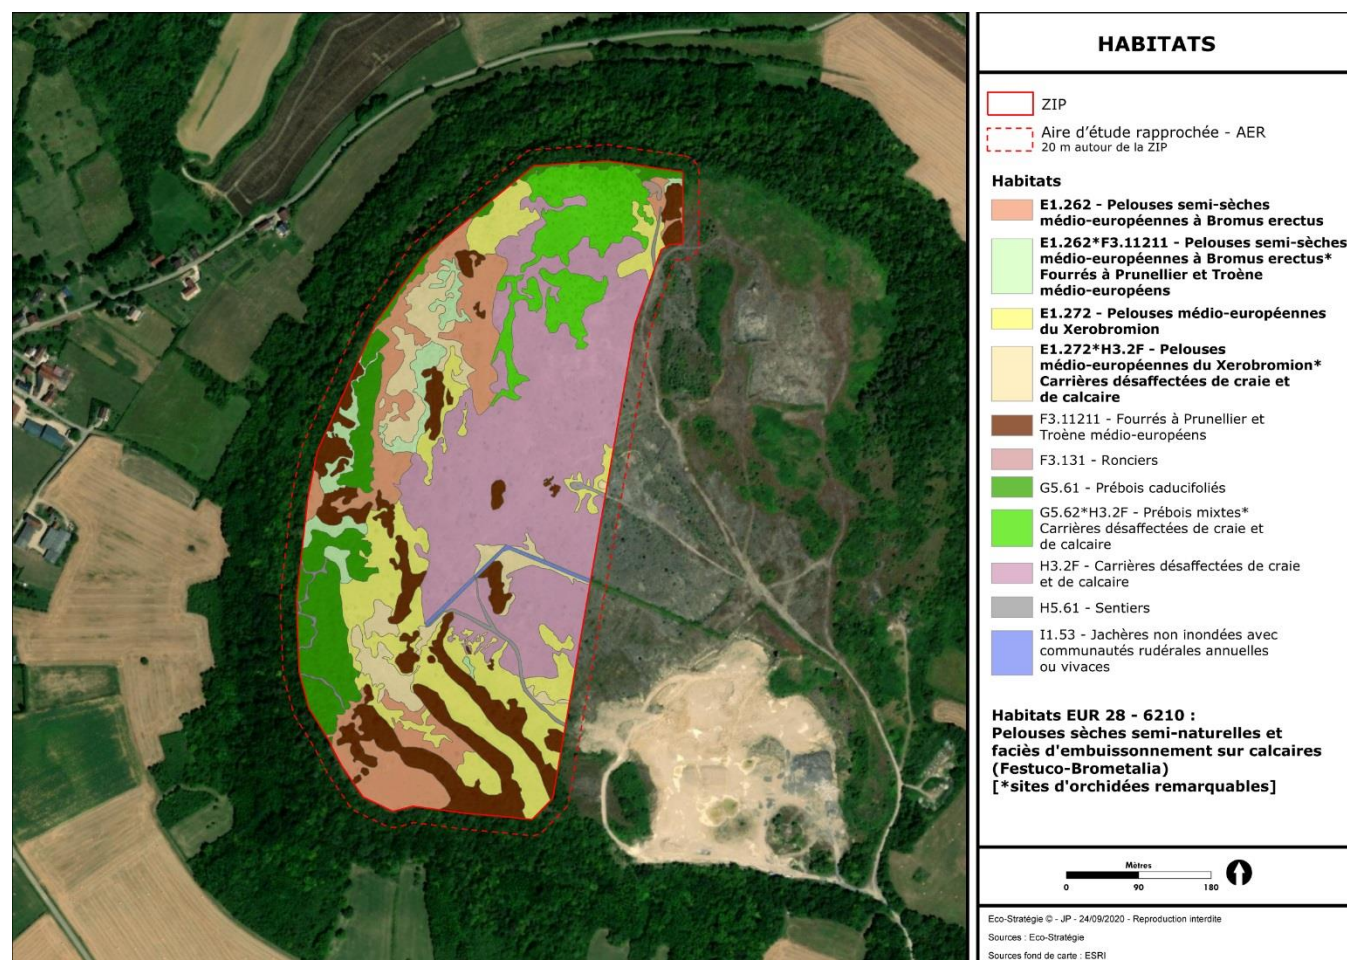 HABITATS
ZIP
Aire d'étude rapprochée - AER
20 m autour de la ZIP
Habitats
E1.262 - Pelouses semi-sèches
médio-européennes à Bromus erectus
E1.262*F3.11211 - Pelouses semi-sèches
médio-européennes à Bromus erectus*
Fourrés à Prunellier et Troène
médio-européens
E1.272 - Pelouses médio-européennes
du Xerobromion
E1.272*H3.2F - Pelouses
médio-européennes du Xerobromion*
Carrières désaffectées de craie et
de calcaire
F3.11211 - Fourrés à Prunellier et
Troène médio-européens
F3.131 - Ronciers
G5.61 - Prébois caducifoliés
G5.62*H3.2F - Prébois mixtes*
Carrières désaffectées de craie et
de calcaire
H3.2F - Carrières désaffectées de craie
et de calcaire
H5.61 - Sentiers
I1.53 - Jachères non inondées avec
communautés rudérales annuelles
ou vivaces
Habitats EUR 28 - 6210 :
Pelouses sèches semi-naturelles et
faciès d'embuissonnement sur calcaires
(Festuco-Brometalia)
[*sites d'orchidées remarquables]
Mètres
0 90 180
Eco-Stratégie © - JP - 24/09/2020 - Reproduction interdite
Sources : Eco-Stratégie
Sources fond de carte : ESRI